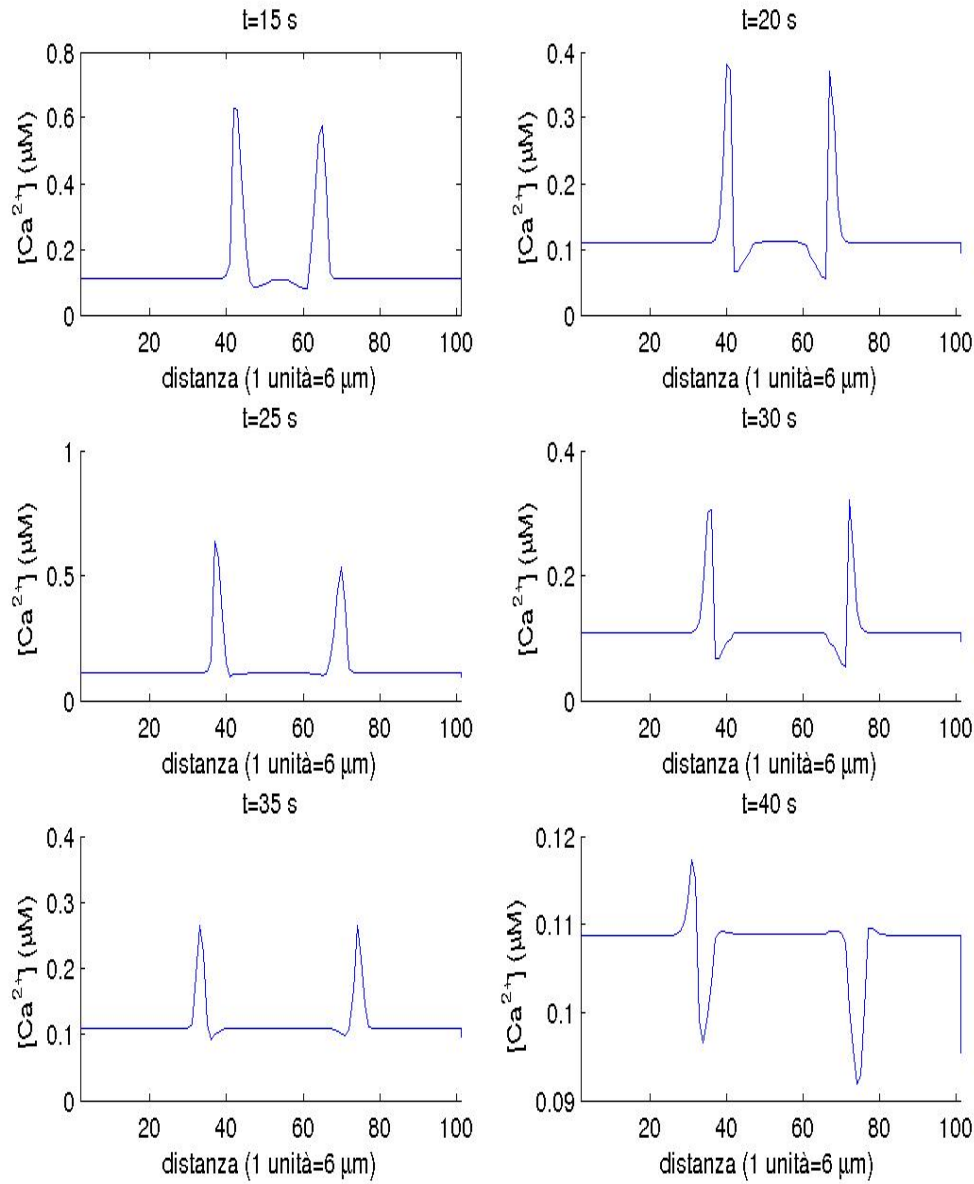 t=15 s
0.8
0.6
0.4
0.2
0
[Ca²⁺] (μM)
20 40 60 80 100
distanza (1 unità=6 μm)
t=20 s
0.4
0.3
0.2
0.1
0
[Ca²⁺] (μM)
20 40 60 80 100
distanza (1 unità=6 μm)
t=25 s
1
0.5
0
[Ca²⁺] (μM)
20 40 60 80 100
distanza (1 unità=6 μm)
t=30 s
0.4
0.2
0
[Ca²⁺] (μM)
20 40 60 80 100
distanza (1 unità=6 μm)
t=35 s
0.4
0.3
0.2
0.1
0
[Ca²⁺] (μM)
20 40 60 80 100
distanza (1 unità=6 μm)
t=40 s
0.12
0.11
0.1
0.09
[Ca²⁺] (μM)
20 40 60 80 100
distanza (1 unità=6 μm)